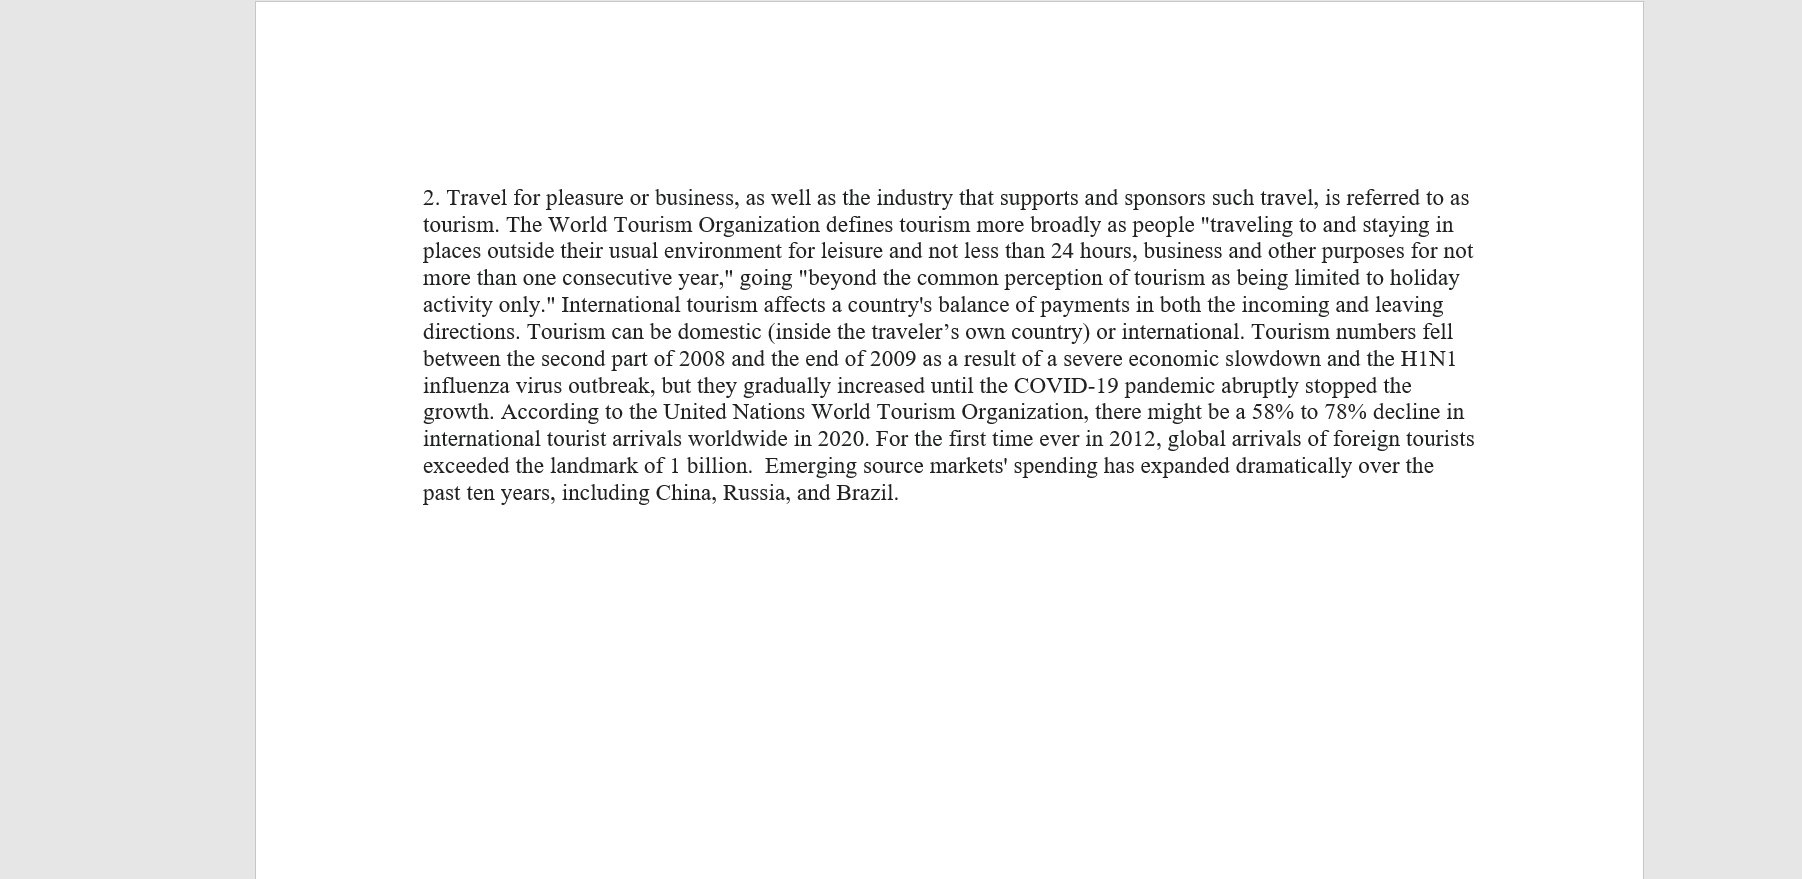 2. Travel for pleasure or business, as well as the industry that supports and sponsors such travel, is referred to as
tourism. The World Tourism Organization defines tourism more broadly as people "traveling to and staying in
places outside their usual environment for leisure and not less than 24 hours, business and other purposes for not
more than one consecutive year," going "beyond the common perception of tourism as being limited to holiday
activity only." International tourism affects a country's balance of payments in both the incoming and leaving
directions. Tourism can be domestic (inside the traveler’s own country) or international. Tourism numbers fell
between the second part of 2008 and the end of 2009 as a result of a severe economic slowdown and the H1N1
influenza virus outbreak, but they gradually increased until the COVID-19 pandemic abruptly stopped the
growth. According to the United Nations World Tourism Organization, there might be a 58% to 78% decline in
international tourist arrivals worldwide in 2020. For the first time ever in 2012, global arrivals of foreign tourists
exceeded the landmark of 1 billion.  Emerging source markets' spending has expanded dramatically over the
past ten years, including China, Russia, and Brazil.